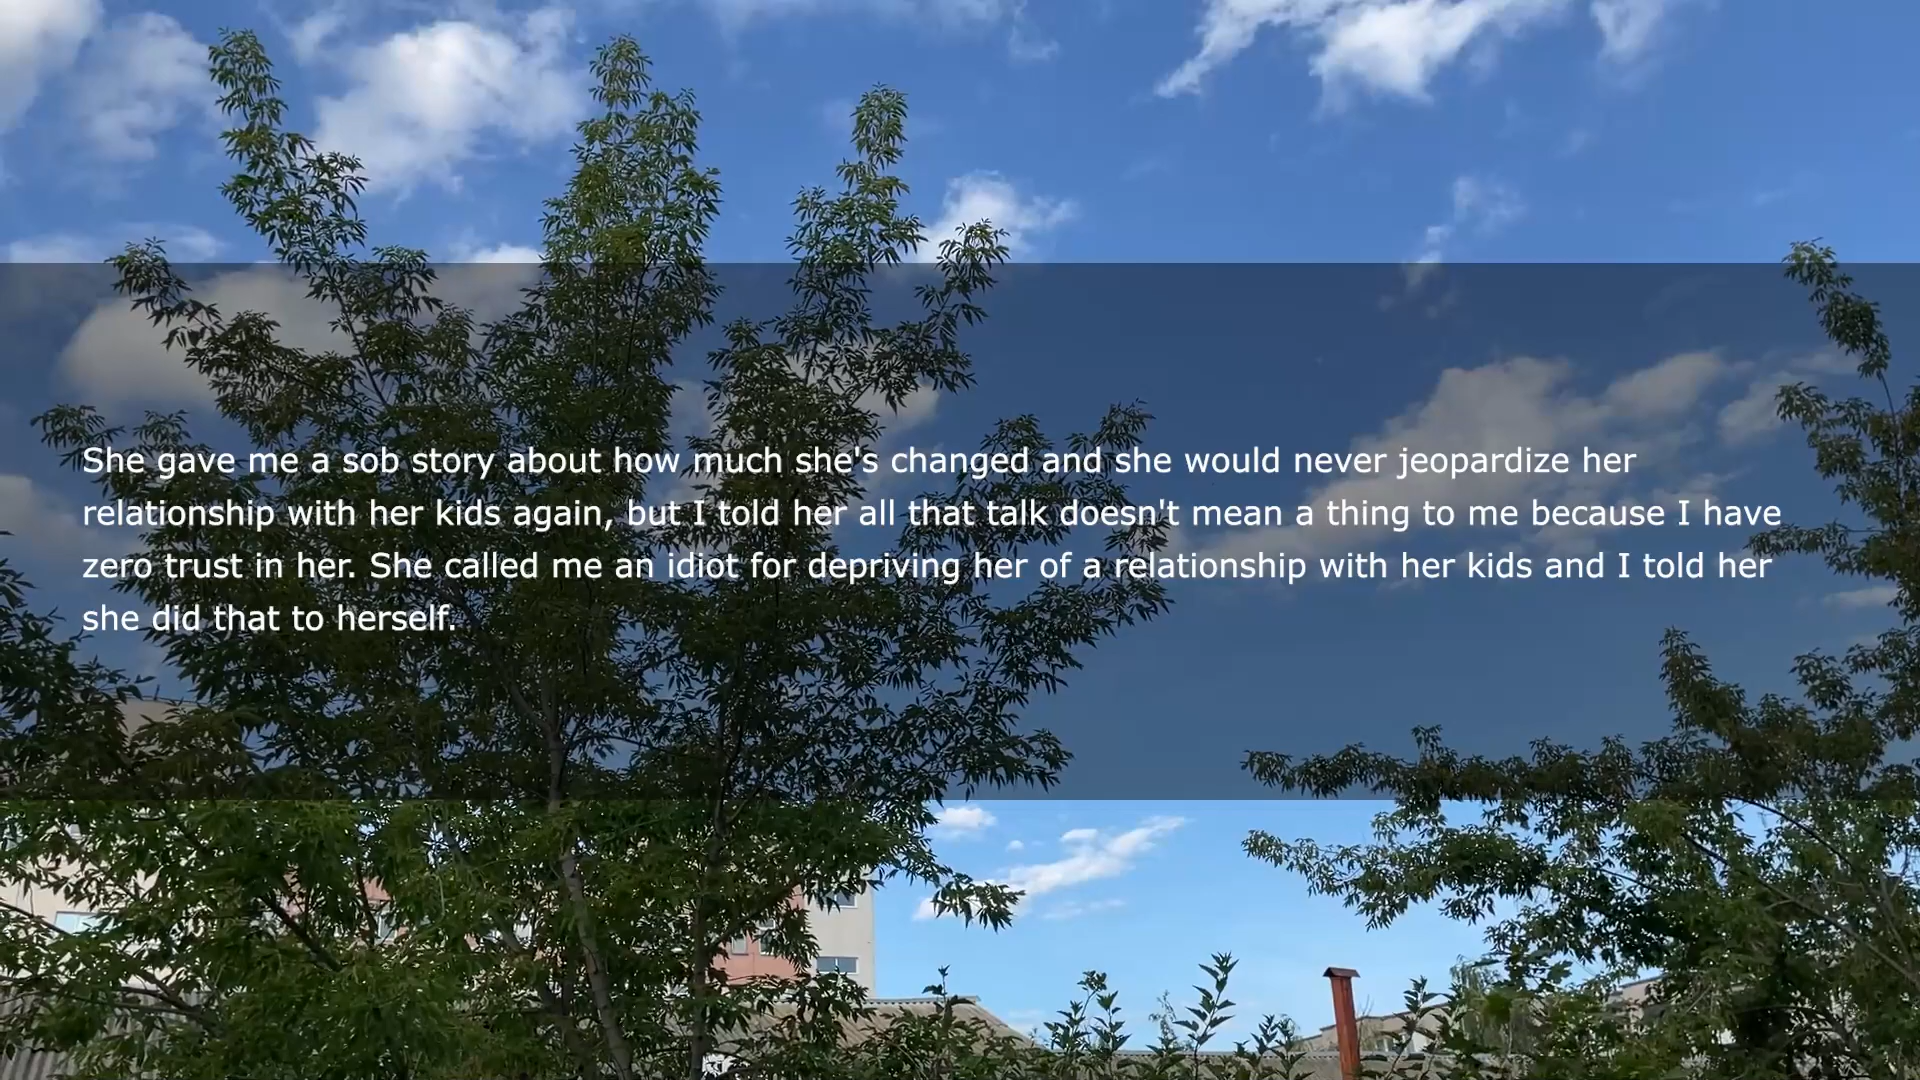 She gave me a sob story about how much she's changed and she would never jeopardize her
relationship with her kids again, but I told her all that talk doesn't mean a thing to me because I have
zero trust in her. She called me an idiot for depriving her of a relationship with her kids and I told her
she did that to herself.